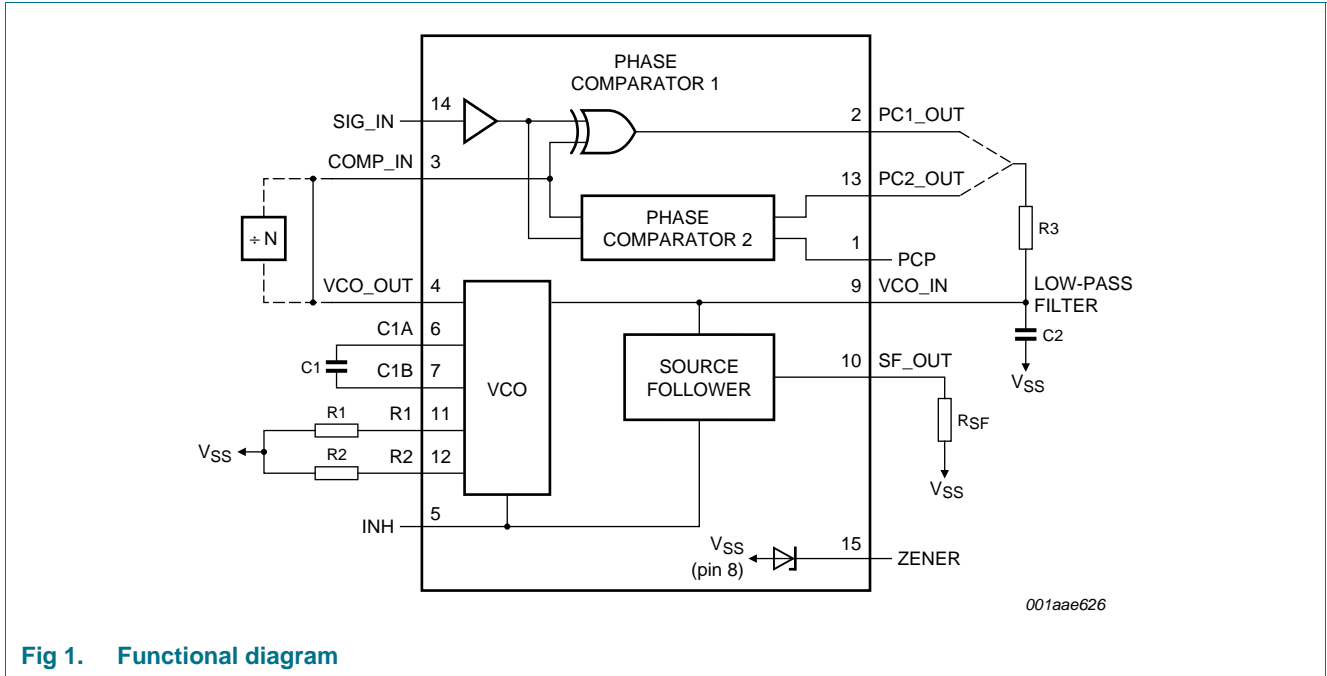 PHASE
COMPARATOR 1
14
SIG_IN
2 PC1_OUT
COMP_IN 3
13 PC2_OUT
÷ N
PHASE
COMPARATOR 2
R3
1
PCP
VCO_OUT 4
9 VCO_IN
LOW-PASS
FILTER
C1A 6
C2
C1
C1B 7
VCO
SOURCE
FOLLOWER
10 SF_OUT
VSS
R1 R1 11
RSF
VSS
R2 R2 12
VSS
INH 5
VSS
(pin 8)
15
ZENER
001aae626
Fig 1. Functional diagram